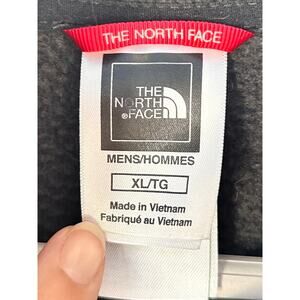 THE NORTH FACE
THE
NORTH
®FACE
MENS/HOMMES
XL/TG
Made in Vietnam
Fabriqué au Vietnam